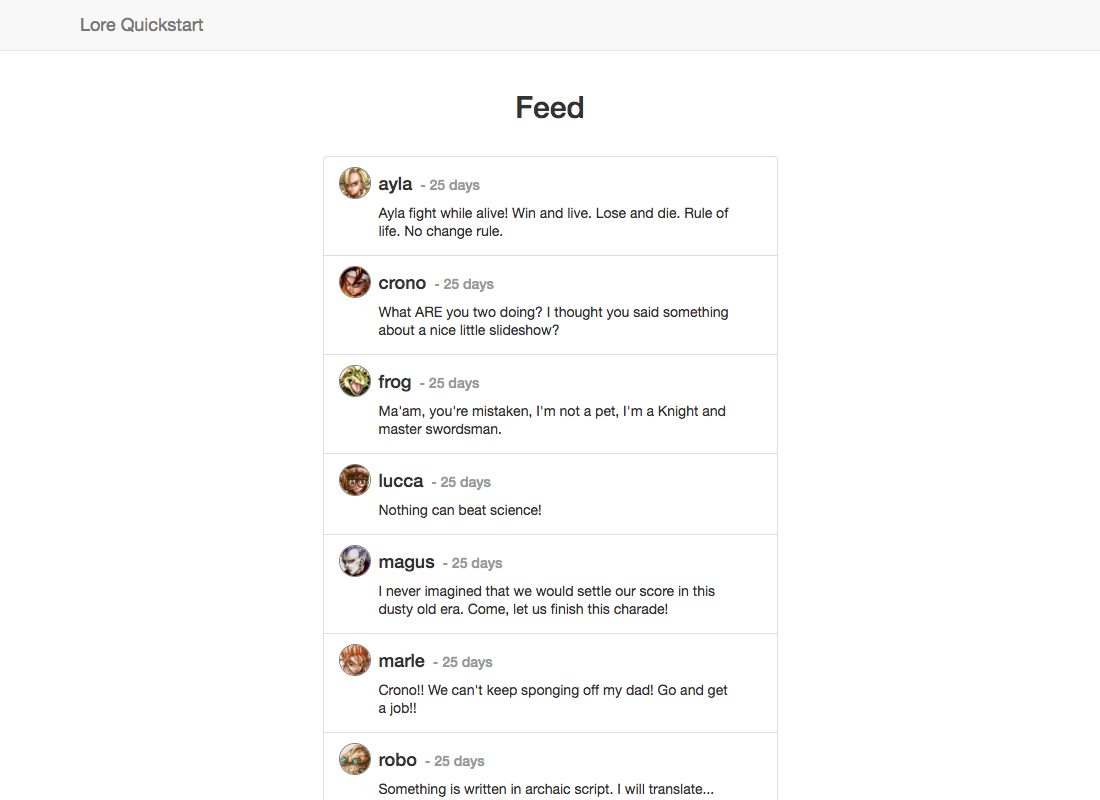 Lore Quickstart
Feed
ayla - 25 days
Ayla fight while alive! Win and live. Lose and die. Rule of
life. No change rule.
crono - 25 days
What ARE you two doing? I thought you said something
about a nice little slideshow?
frog - 25 days
Ma'am, you're mistaken, I'm not a pet, I'm a Knight and
master swordsman.
lucca - 25 days
Nothing can beat science!
magus - 25 days
I never imagined that we would settle our score in this
dusty old era. Come, let us finish this charade!
marle - 25 days
Crono!! We can't keep sponging off my dad! Go and get
a job!!
robo - 25 days
Something is written in archaic script. I will translate...